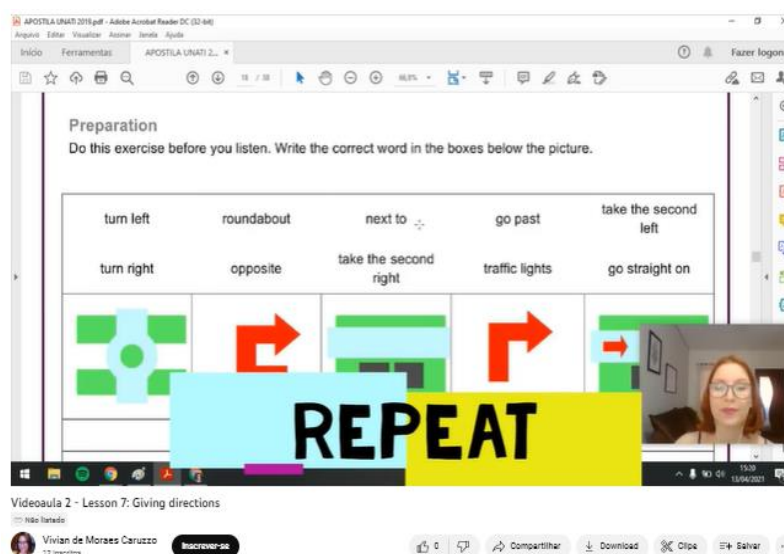 APOSTILA UNATI 2019.pdf - Adobe Acrobat Reader DC (32-bit)
Arquivo Editar Visualizar Assinar Janela Ajuda
Início Ferramentas APOSTILA UNATI 2... × Fazer logon
18 / 58
Preparation
Do this exercise before you listen. Write the correct word in the boxes below the picture.
turn left roundabout next to go past take the second left
turn right opposite take the second right traffic lights go straight on
REPEAT
15:20
13/04/2021
Videoaula 2 - Lesson 7: Giving directions
Não listado
Vivian de Moraes Caruzzo
Inscrever-se 0 Compartilhar Download Clipe Salvar